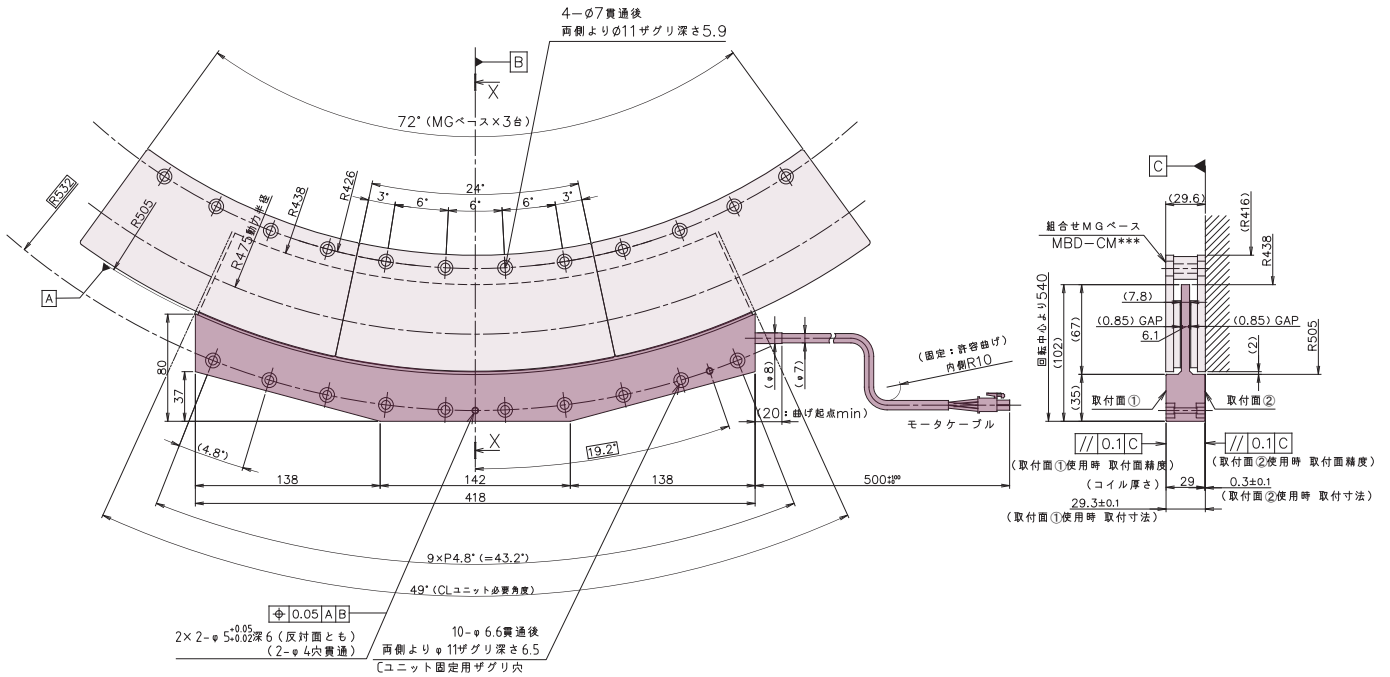 4-Ø7貫通後
両側よりØ11ザグリ深さ5.9
B
X
72°(MGベース×3台)
24°
3°
6°
6°
6°
3°
R532
R505
R475動力半径
R438
R426
A
80
37
(4.8°)
138
142
138
418
19.2°
X
9×P4.8°(=43.2°)
49°(CLユニット必要角度)
(φ8)
(φ7)
(固定:許容曲げ)
内側R10
(20:曲げ起点min)
モータケーブル
500
⌖ 0.05 A B
2×2-φ5+0.05+0.02深6(反対面とも)
(2-φ4穴貫通)
10-φ6.6貫通後
両側よりφ11ザグリ深さ6.5
[ユニット固定用ザグリ穴
C
(29.6)
組合せMGベース
MBD-CM***
(R416)
R438
回転中心より540
(102)
(67)
(35)
(7.8)
(0.85) GAP
(0.85) GAP
6.1
(2)
R505
取付面①
取付面②
// 0.1 C
// 0.1 C
(取付面①使用時 取付面精度)
(取付面②使用時 取付面精度)
(コイル厚さ)
29
0.3±0.1
(取付面②使用時 取付寸法)
29.3±0.1
(取付面①使用時 取付寸法)